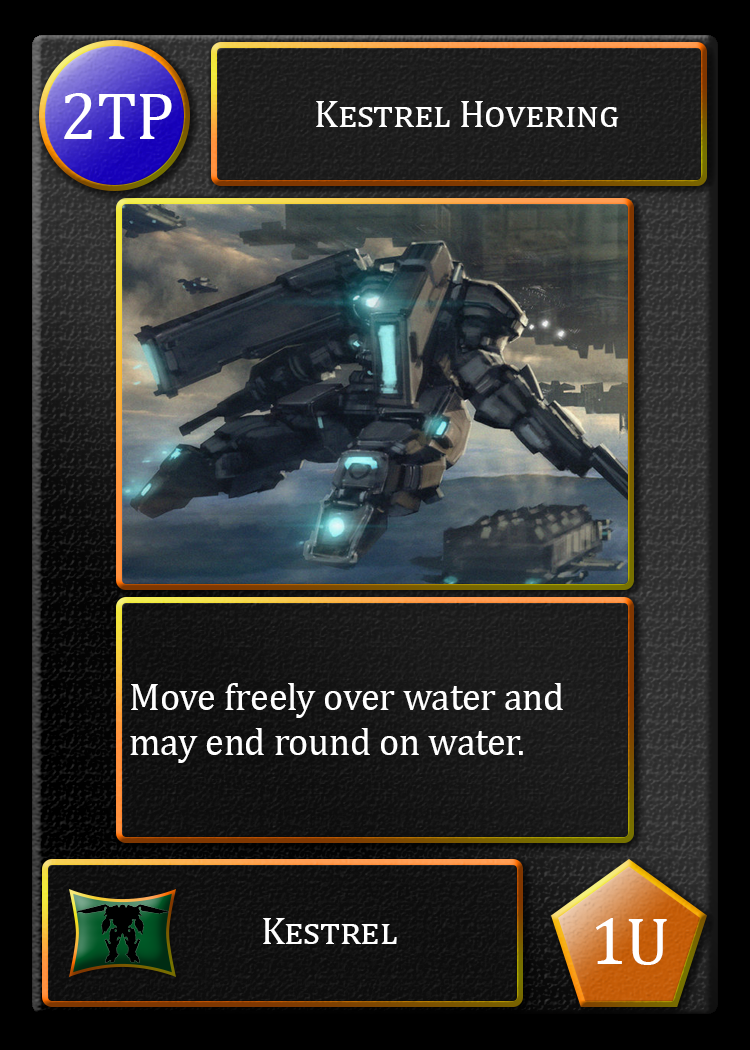 2TP
Kestrel Hovering
Move freely over water and
may end round on water.
Kestrel
1U